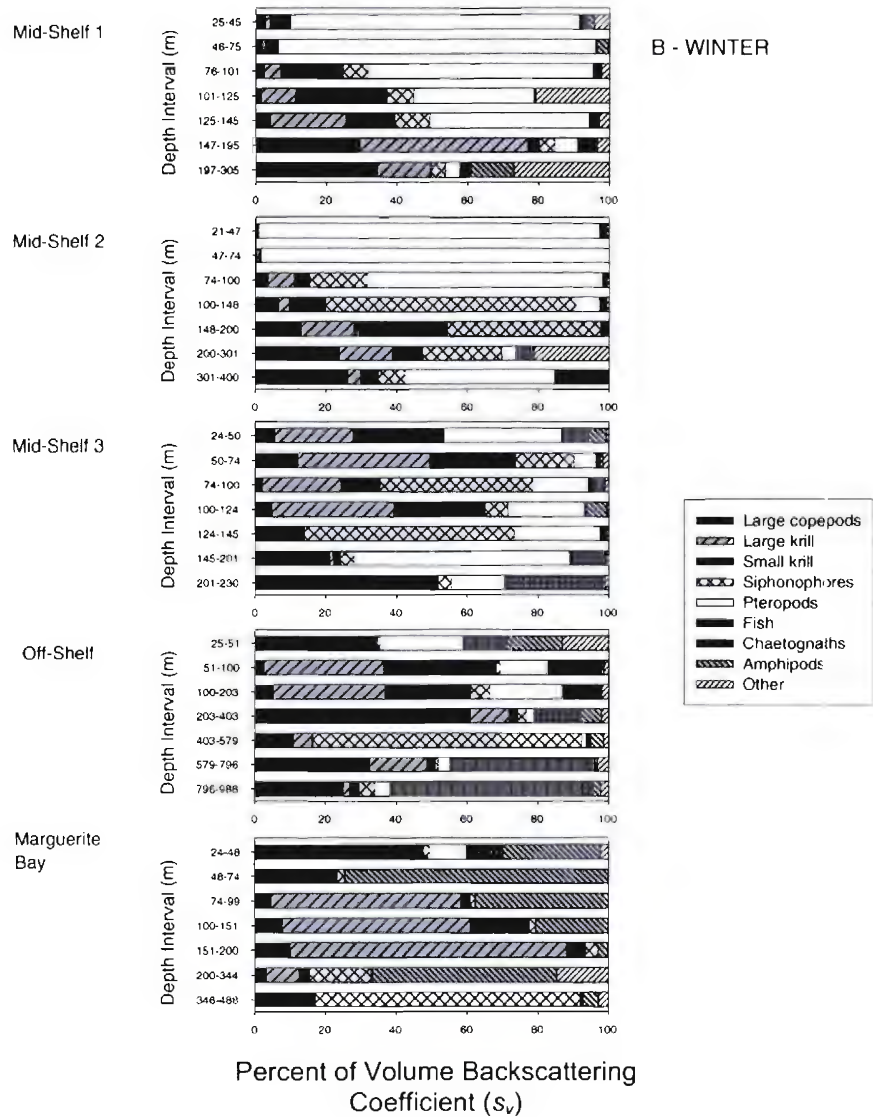 B - WINTER
Mid-Shelf 1
Depth Interval (m)
25-45
46-75
76-101
101-125
125-145
147-195
197-305
0 20 40 60 80 100
Mid-Shelf 2
Depth Interval (m)
21-47
47-74
74-100
100-148
148-200
200-301
301-400
0 20 40 60 80 100
Mid-Shelf 3
Depth Interval (m)
24-50
50-74
74-100
100-124
124-145
145-201
201-230
0 20 40 60 80 100
Off-Shelf
Depth Interval (m)
25-51
51-100
100-203
203-403
403-579
579-796
796-988
0 20 40 60 80 100
Marguerite
Bay
Depth Interval (m)
24-48
48-74
74-99
100-151
151-200
200-344
346-488
0 20 40 60 80 100
Percent of Volume Backscattering
Coefficient (sv)
Large copepods
Large krill
Small krill
Siphonophores
Pteropods
Fish
Chaetognaths
Amphipods
Other